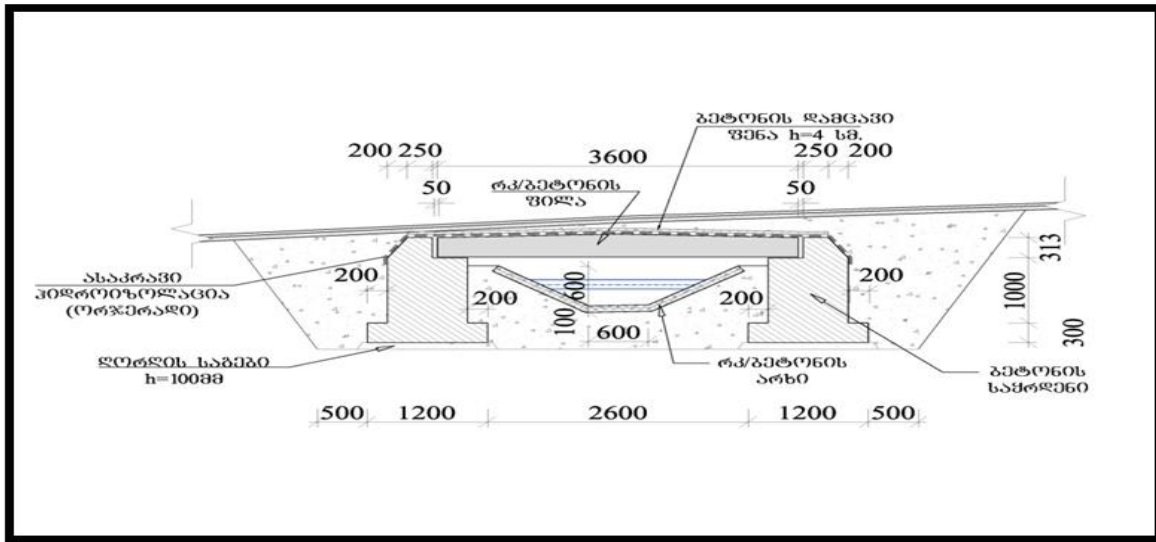 ბეტონის დამცავი
ფენა h=4 სმ.
200 250 3600 250 200
50 50
რკ/ბეტონის
ფილა
ასაკრავი
ჰიდროიზოლაცია
(ორჯერადი)
200 200 600 200 200
313
1000
300
100
600
ღორღის საგები
h=100მმ
რკ/ბეტონის
არხი
ბეტონის
საყრდენი
500 1200 2600 1200 500